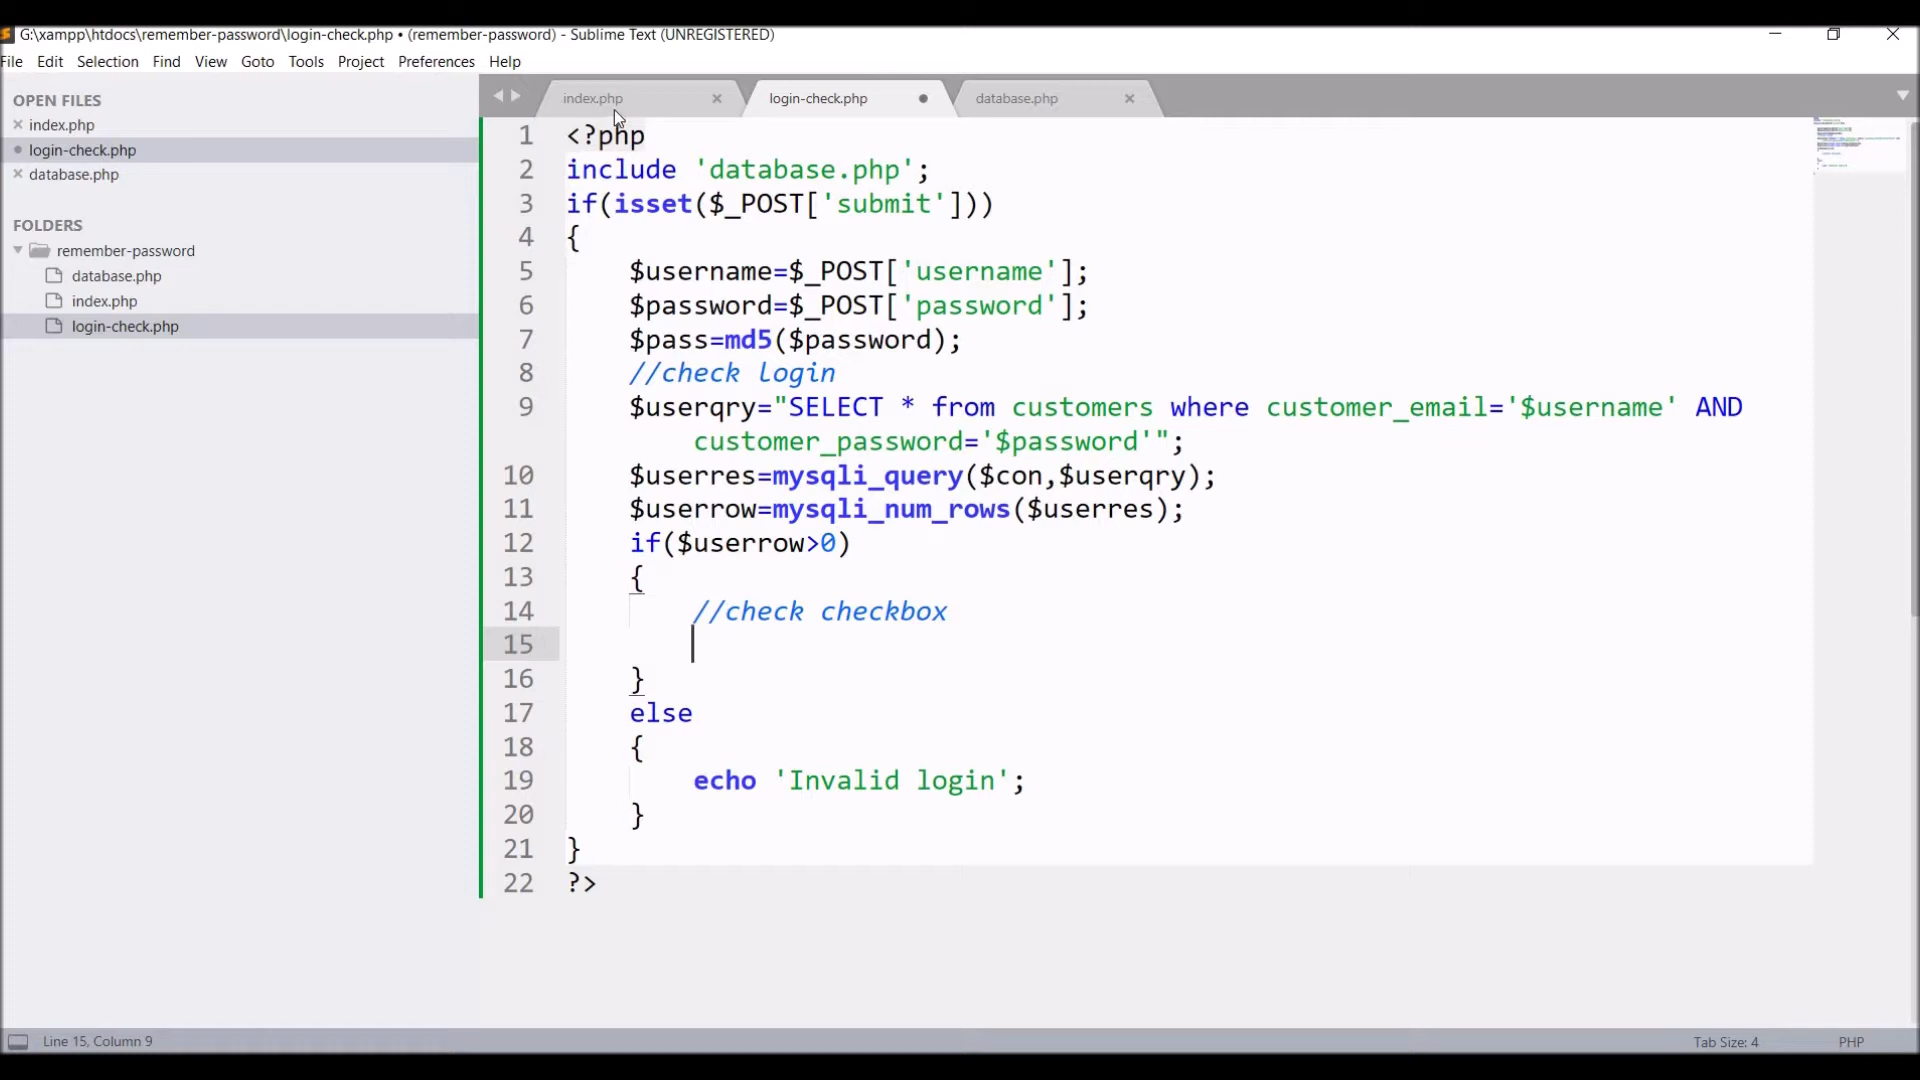 G:\xampp\htdocs\remember-password\login-check.php • (remember-password) - Sublime Text (UNREGISTERED)
File Edit Selection Find View Goto Tools Project Preferences Help
OPEN FILES
index.php
login-check.php
database.php
FOLDERS
remember-password
database.php
index.php
login-check.php
index.php login-check.php database.php
1 <?php
2 include 'database.php';
3 if(isset($_POST['submit']))
4 {
5 $username=$_POST['username'];
6 $password=$_POST['password'];
7 $pass=md5($password);
8 //check login
9 $userqry="SELECT * from customers where customer_email='$username' AND
customer_password='$password'";
10 $userres=mysqli_query($con,$userqry);
11 $userrow=mysqli_num_rows($userres);
12 if($userrow>0)
13 {
14 //check checkbox
15
16 }
17 else
18 {
19 echo 'Invalid login';
20 }
21 }
22 ?>
Line 15, Column 9 Tab Size: 4 PHP